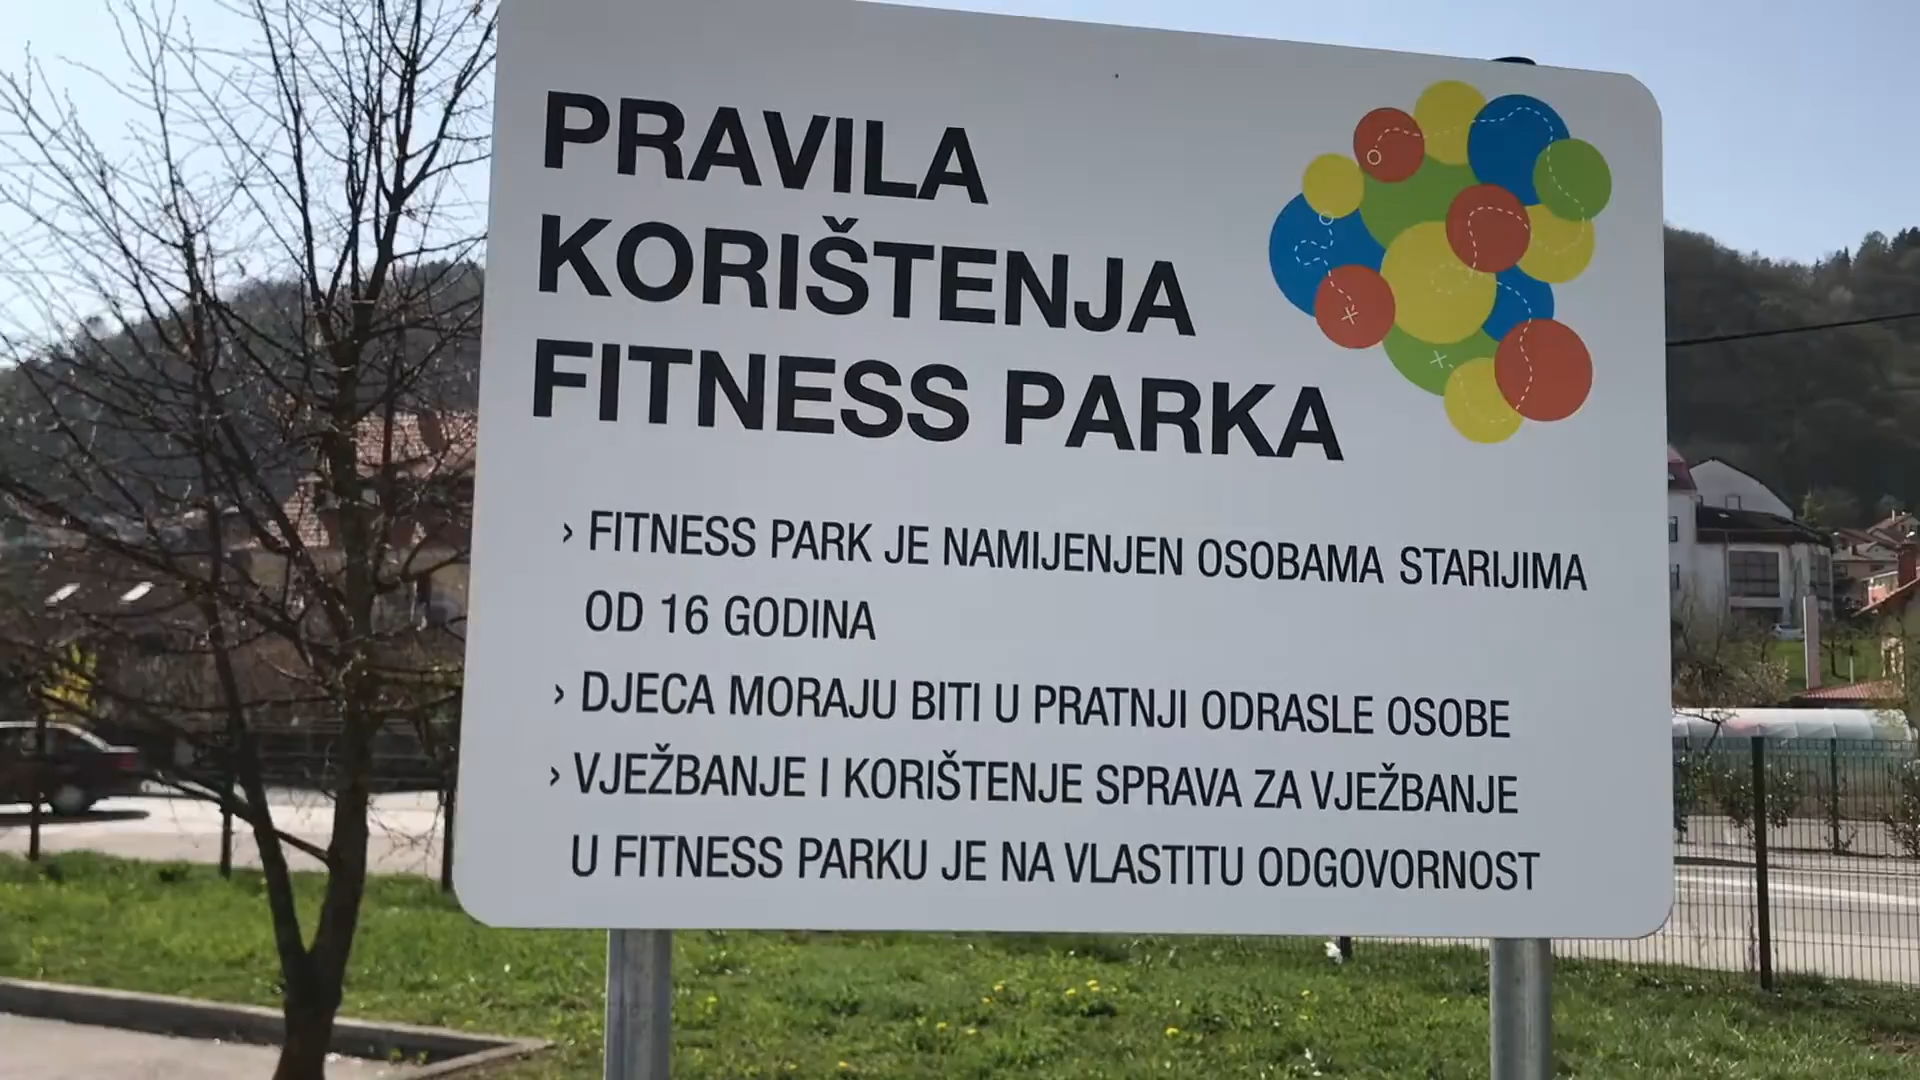 PRAVILA
KORIŠTENJA
FITNESS PARKA
› FITNESS PARK JE NAMIJENJEN OSOBAMA STARIJIMA
OD 16 GODINA
› DJECA MORAJU BITI U PRATNJI ODRASLE OSOBE
› VJEŽBANJE I KORIŠTENJE SPRAVA ZA VJEŽBANJE
U FITNESS PARKU JE NA VLASTITU ODGOVORNOST